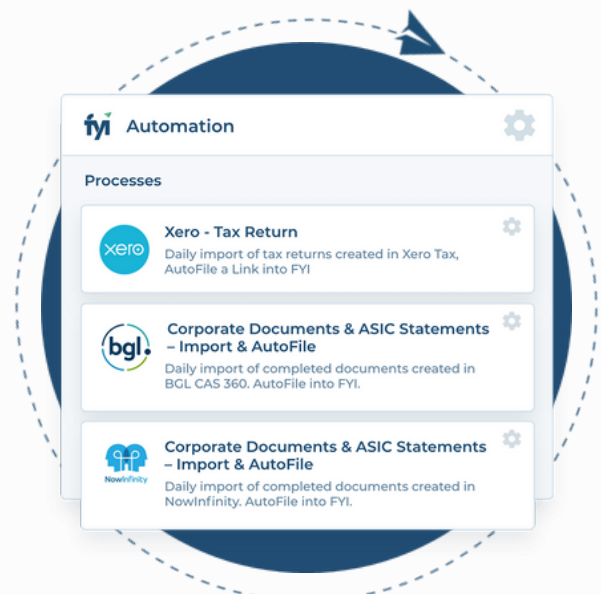 fyi Automation
Processes
xero
Xero - Tax Return
Daily import of tax returns created in Xero Tax,
AutoFile a Link into FYI
bgl.
Corporate Documents & ASIC Statements
– Import & AutoFile
Daily import of completed documents created in
BGL CAS 360. AutoFile into FYI.
NowInfinity
Corporate Documents & ASIC Statements
– Import & AutoFile
Daily import of completed documents created in
NowInfinity. AutoFile into FYI.